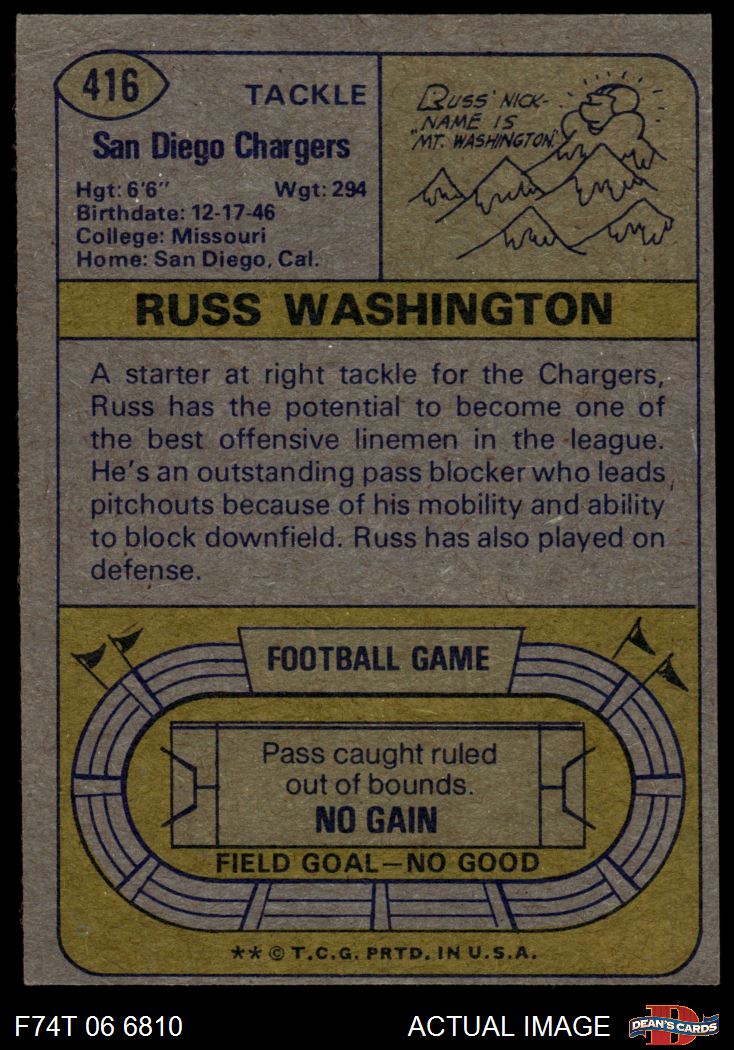 416
TACKLE
San Diego Chargers
Hgt: 6'6" Wgt: 294
Birthdate: 12-17-46
College: Missouri
Home: San Diego, Cal.
RUSS' NICK-
NAME IS
"MT. WASHINGTON."
RUSS WASHINGTON
A starter at right tackle for the Chargers,
Russ has the potential to become one of
the best offensive linemen in the league.
He's an outstanding pass blocker who leads
pitchouts because of his mobility and ability
to block downfield. Russ has also played on
defense.
FOOTBALL GAME
Pass caught ruled
out of bounds.
NO GAIN
FIELD GOAL—NO GOOD
** © T.C.G. PRTD. IN U.S.A.
F74T 06 6810 ACTUAL IMAGE
D
DEAN'S CARDS